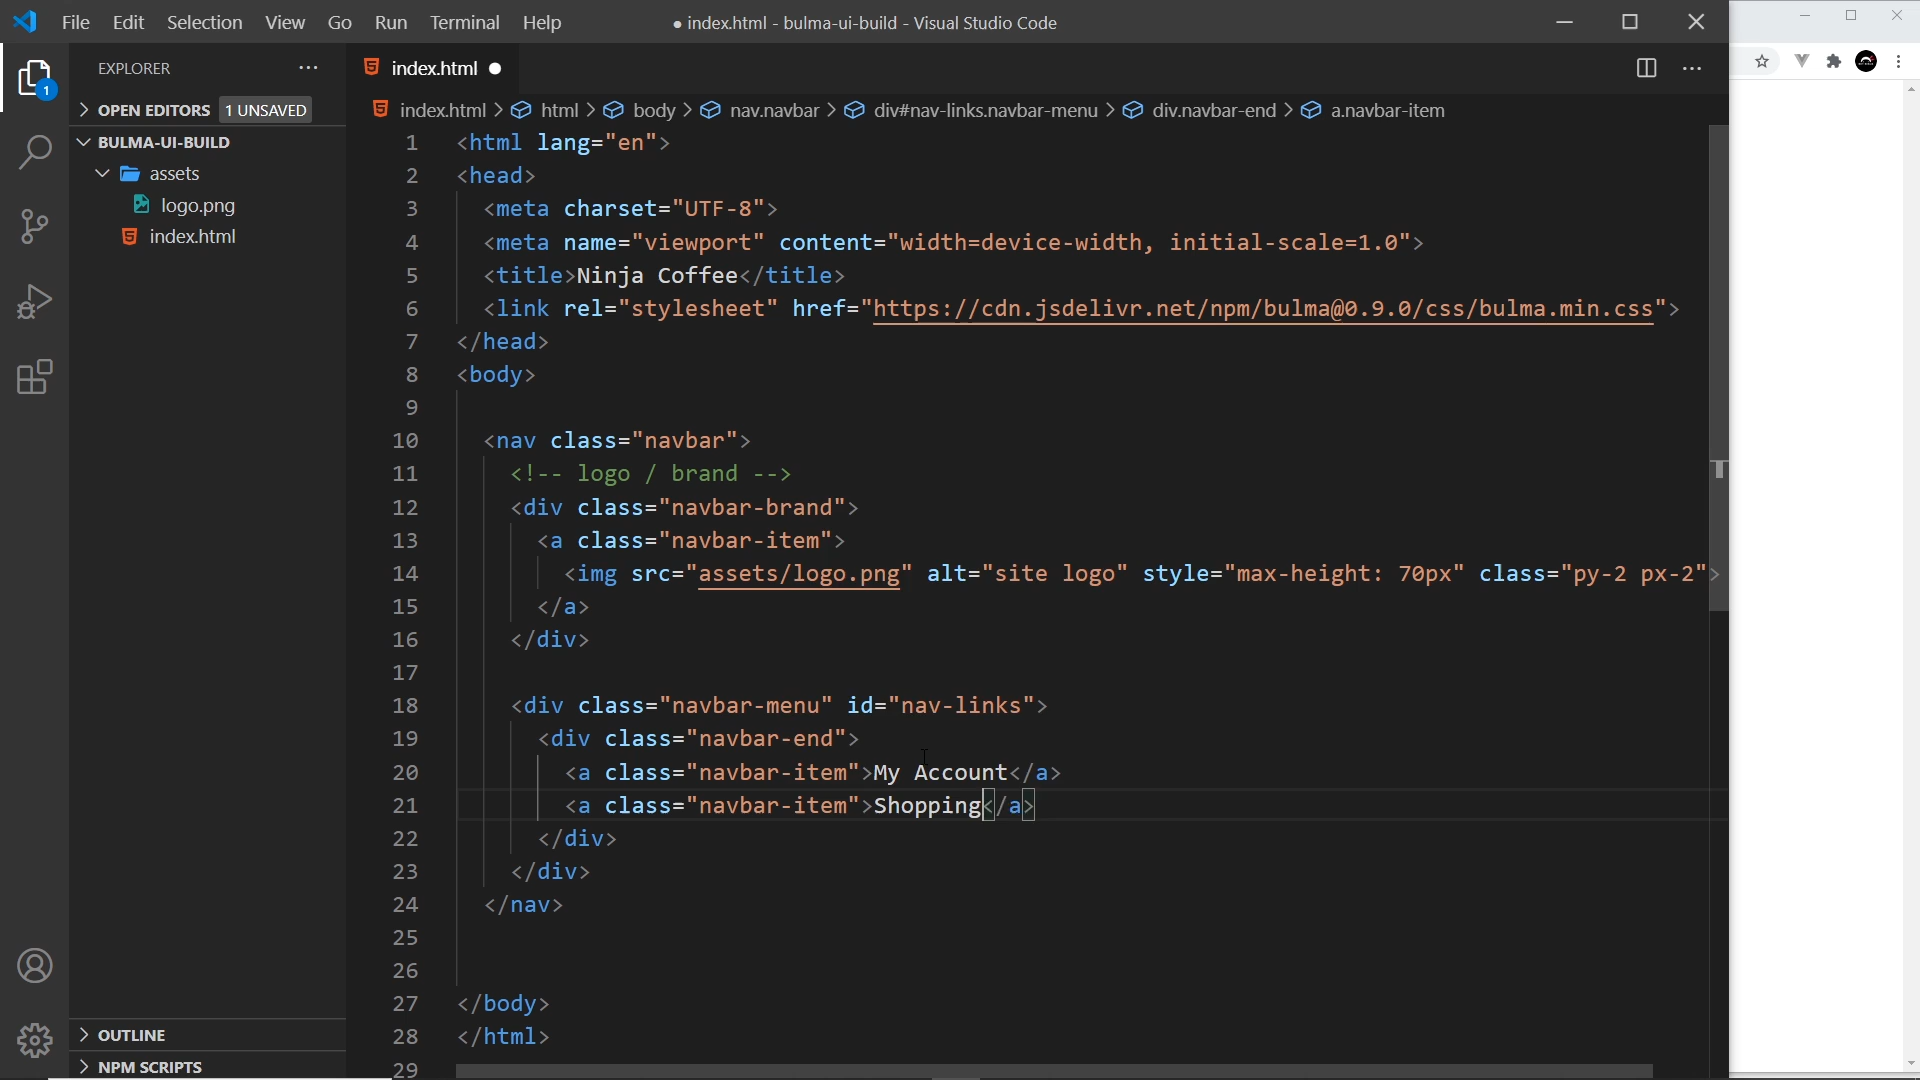 File Edit Selection View Go Run Terminal Help
● index.html - bulma-ui-build - Visual Studio Code
EXPLORER
index.html
OPEN EDITORS 1 UNSAVED
index.html > html > body > nav.navbar > div#nav-links.navbar-menu > div.navbar-end > a.navbar-item
1
BULMA-UI-BUILD
assets
logo.png
index.html
OUTLINE
NPM SCRIPTS
1 <html lang="en">
2 <head>
3 <meta charset="UTF-8">
4 <meta name="viewport" content="width=device-width, initial-scale=1.0">
5 <title>Ninja Coffee</title>
6 <link rel="stylesheet" href="https://cdn.jsdelivr.net/npm/bulma@0.9.0/css/bulma.min.css">
7 </head>
8 <body>
9
10 <nav class="navbar">
11 <!-- logo / brand -->
12 <div class="navbar-brand">
13 <a class="navbar-item">
14 <img src="assets/logo.png" alt="site logo" style="max-height: 70px" class="py-2 px-2">
15 </a>
16 </div>
17
18 <div class="navbar-menu" id="nav-links">
19 <div class="navbar-end">
20 <a class="navbar-item">My Account</a>
21 <a class="navbar-item">Shopping</a>
22 </div>
23 </div>
24 </nav>
25
26
27 </body>
28 </html>
29